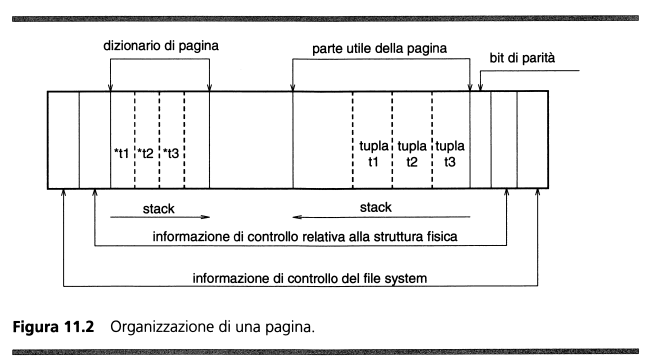 dizionario di pagina
parte utile della pagina
bit di parità
*t1
*t2
*t3
tupla
t1
tupla
t2
tupla
t3
stack
stack
informazione di controllo relativa alla struttura fisica
informazione di controllo del file system
Figura 11.2 Organizzazione di una pagina.